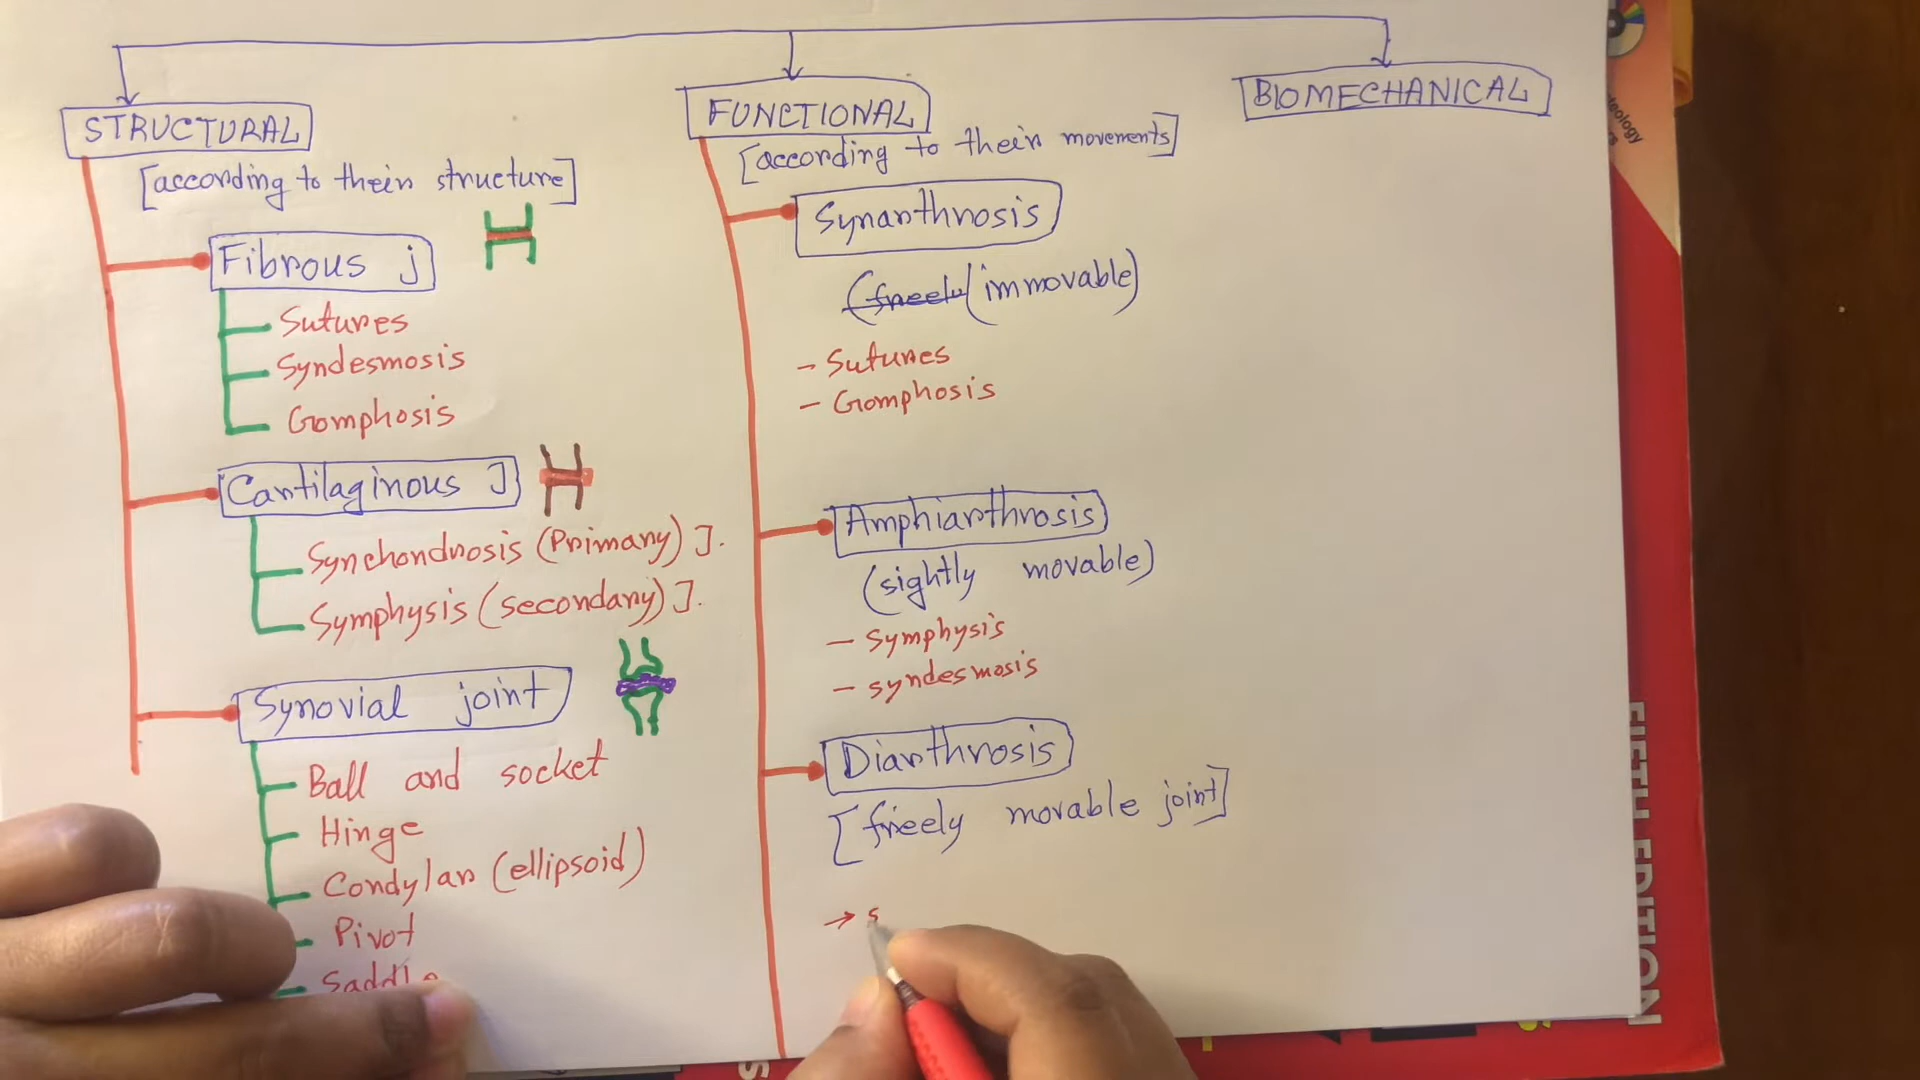 STRUCTURAL
[according to their structure]
Fibrous j
Sutures
Syndesmosis
Gomphosis
Cartilaginous J
Synchondrosis (Primary) J.
Symphysis (secondary) J.
Synovial joint
Ball and socket
Hinge
Condylar (ellipsoid)
Pivot
Saddle
FUNCTIONAL
[according to their movements]
Synarthrosis
(freely (immovable)
- Sutures
- Gomphosis
Amphiarthrosis
(sightly movable)
- Symphysis
- syndesmosis
Diarthrosis
[freely movable joint]
→ s
BIOMECHANICAL
FIFTH EDITION